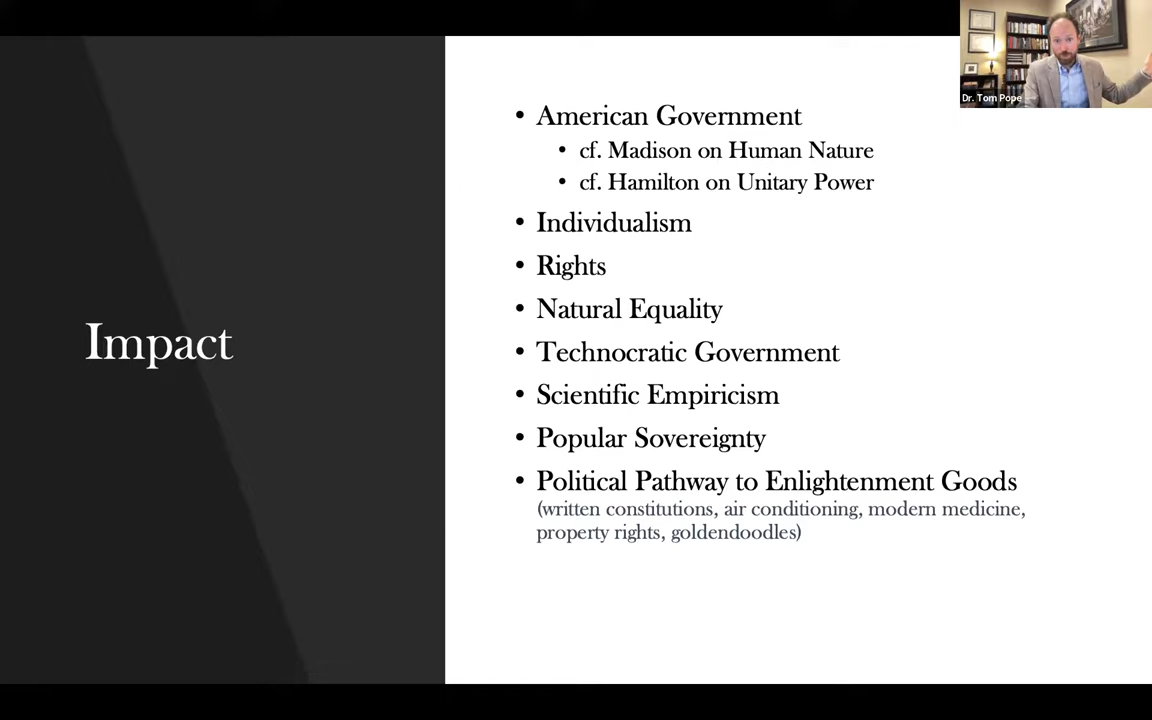 Dr. Tom Pope
Impact
• American Government
• cf. Madison on Human Nature
• cf. Hamilton on Unitary Power
• Individualism
• Rights
• Natural Equality
• Technocratic Government
• Scientific Empiricism
• Popular Sovereignty
• Political Pathway to Enlightenment Goods
(written constitutions, air conditioning, modern medicine,
property rights, goldendoodles)